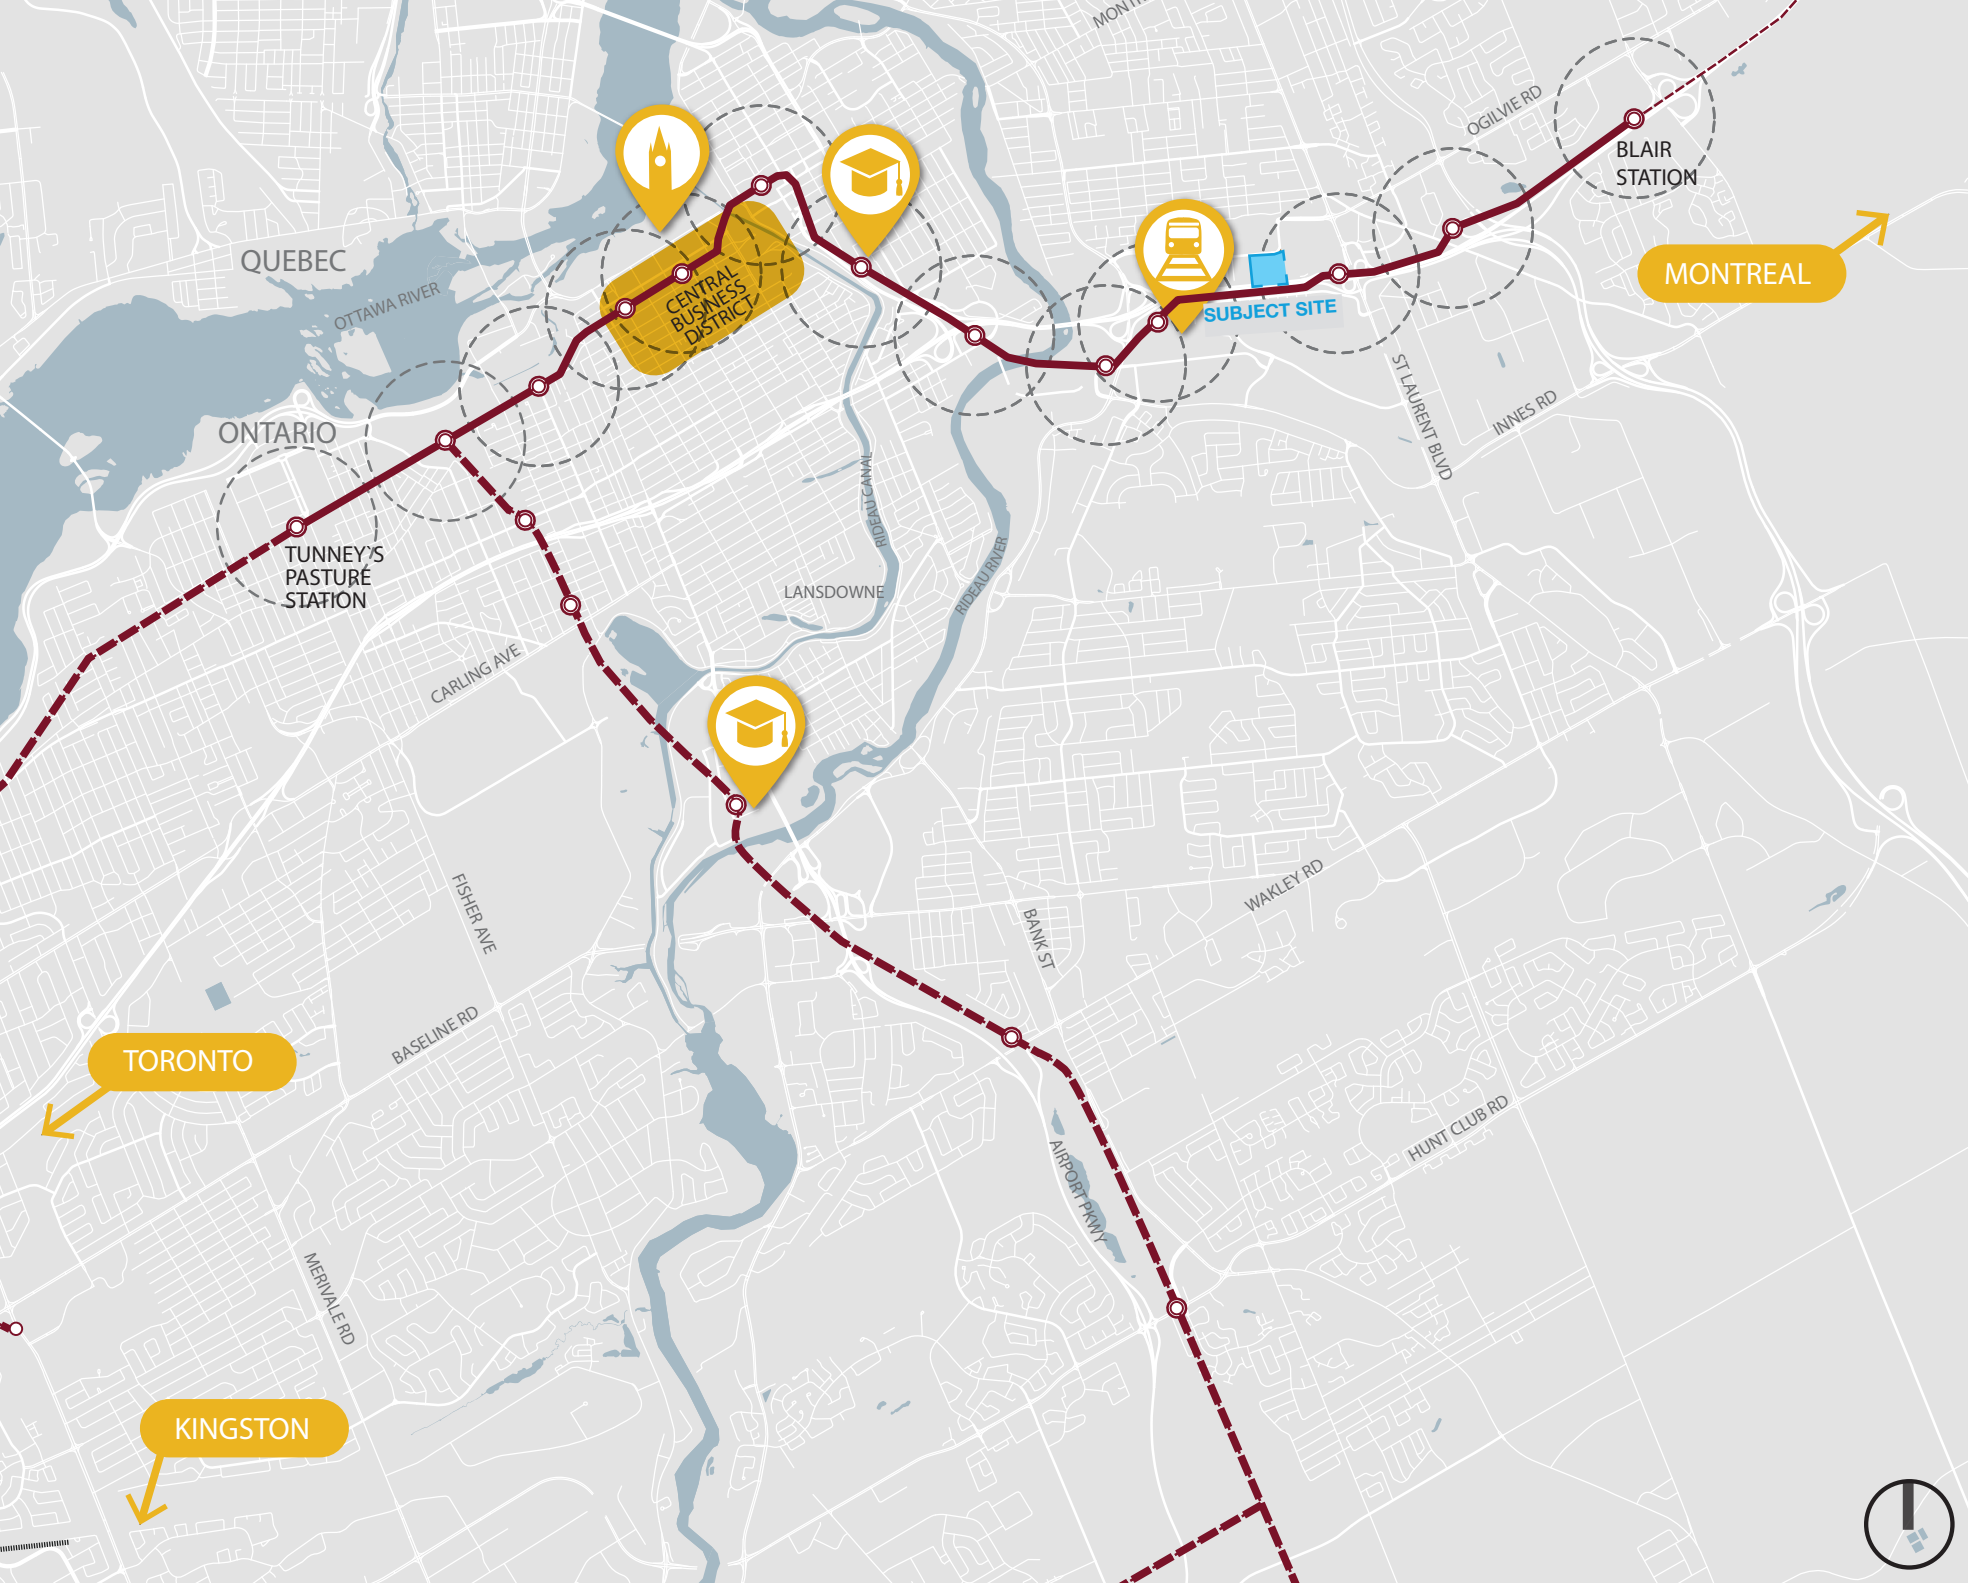 OGILVIE RD
BLAIR
STATION
MONTREAL
QUEBEC
OTTAWA RIVER
CENTRAL
BUSINESS
DISTRICT
SUBJECT SITE
ONTARIO
ST LAURENT BLVD
INNES RD
RIDEAU CANAL
TUNNEY'S
PASTURE
STATION
LANSDOWNE
RIDEAU RIVER
CARLING AVE
FISHER AVE
WAKLEY RD
BANK ST
BASELINE RD
TORONTO
HUNT CLUB RD
AIRPORT PKWY
MERIVALE RD
KINGSTON